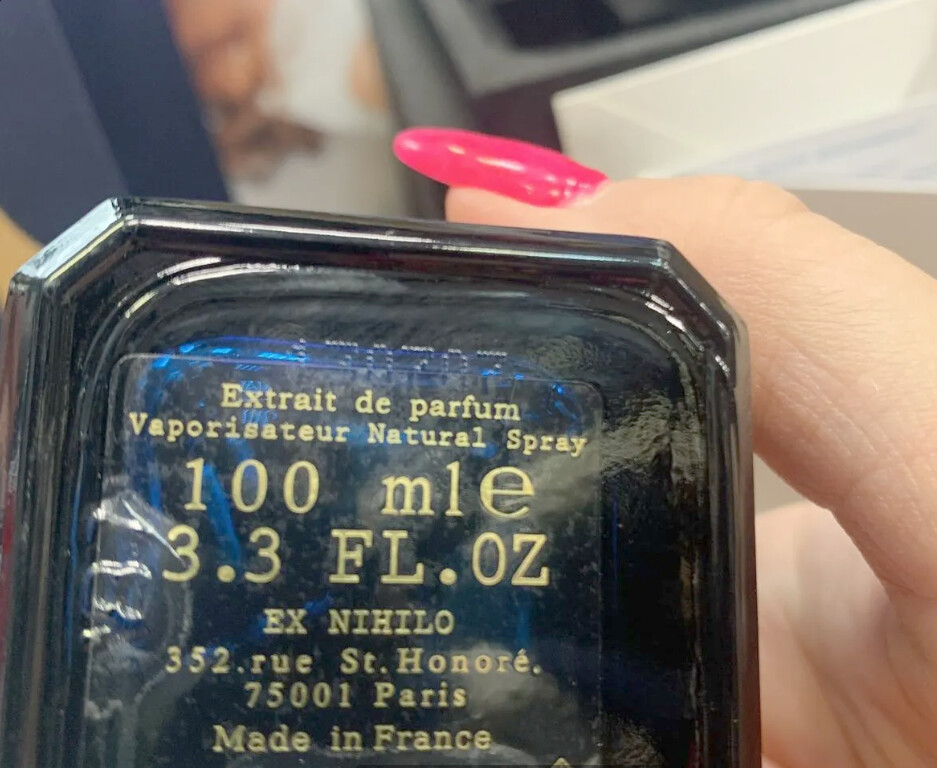 Extrait de parfum
Vaporisateur Natural Spray
100 ml℮
3.3 FL.OZ
EX NIHILO
352.rue St.Honoré.
75001 Paris
Made in France